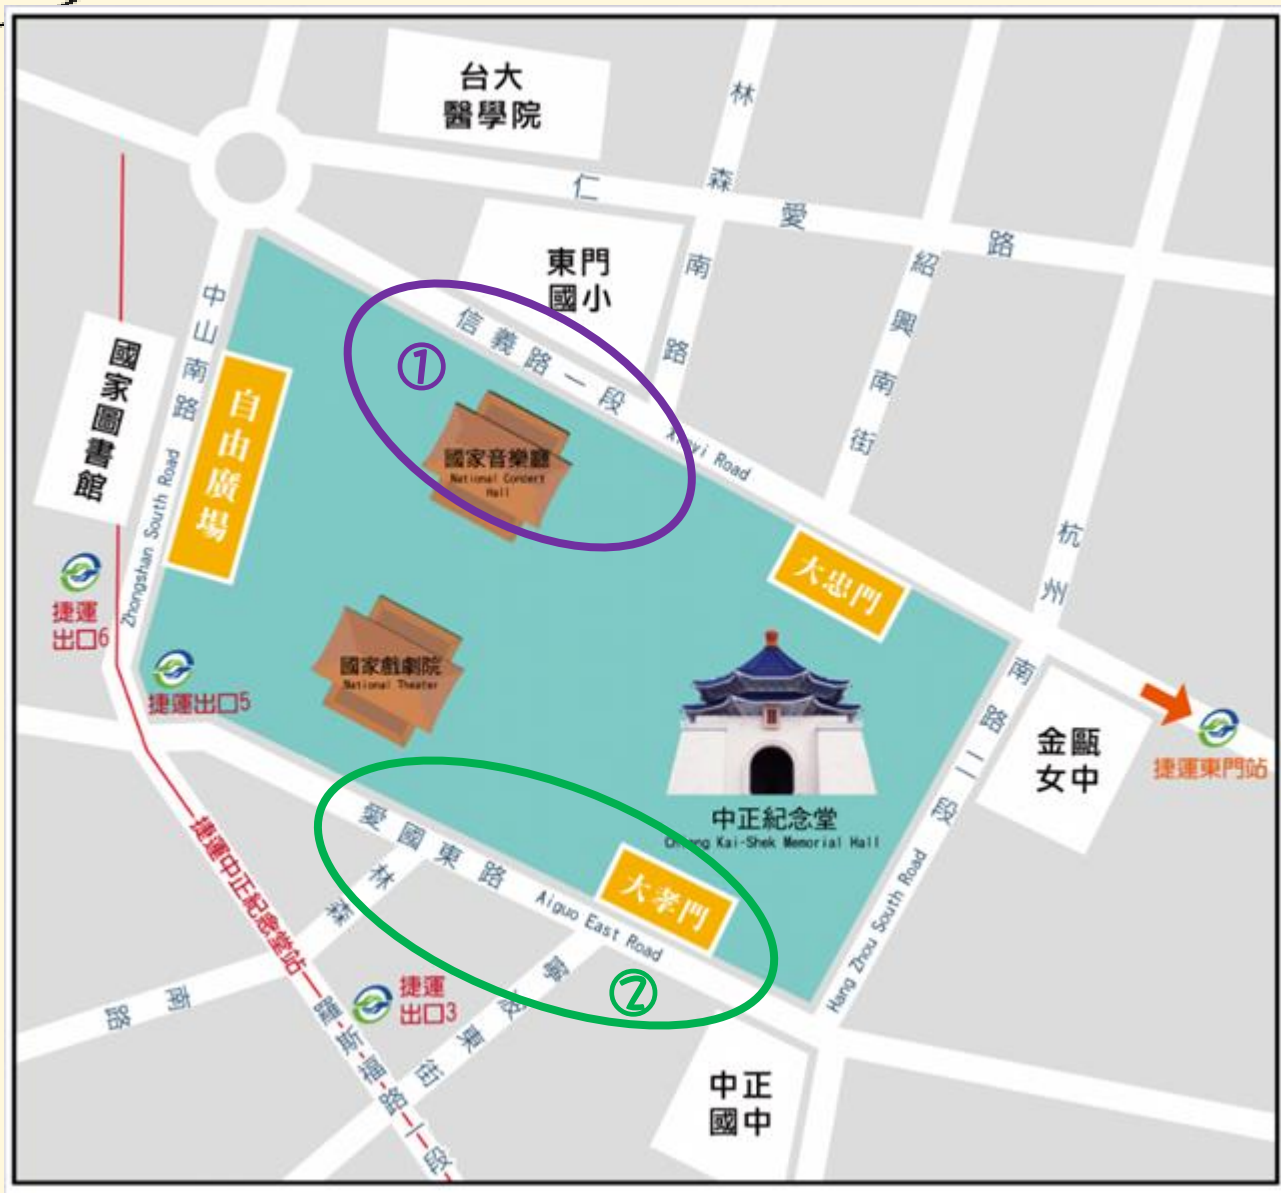 台大
醫學院
林森南路
仁愛路
東門
國小
紹興南街
中山南路
Zhongshan South Road
國家圖書館
①
信義路一段
Xinyi Road
自由廣場
國家音樂廳
National Concert
Hall
大忠門
杭州南路二段
Hang Zhou South Road
捷運
出口6
捷運出口5
國家戲劇院
National Theater
金甌
女中
捷運東門站
中正紀念堂
Chiang Kai-Shek Memorial Hall
愛國東路
Aiguo East Road
大孝門
②
捷運中正紀念堂站
林森南路
寧波東街
捷運
出口3
羅斯福路一段
中正
國中